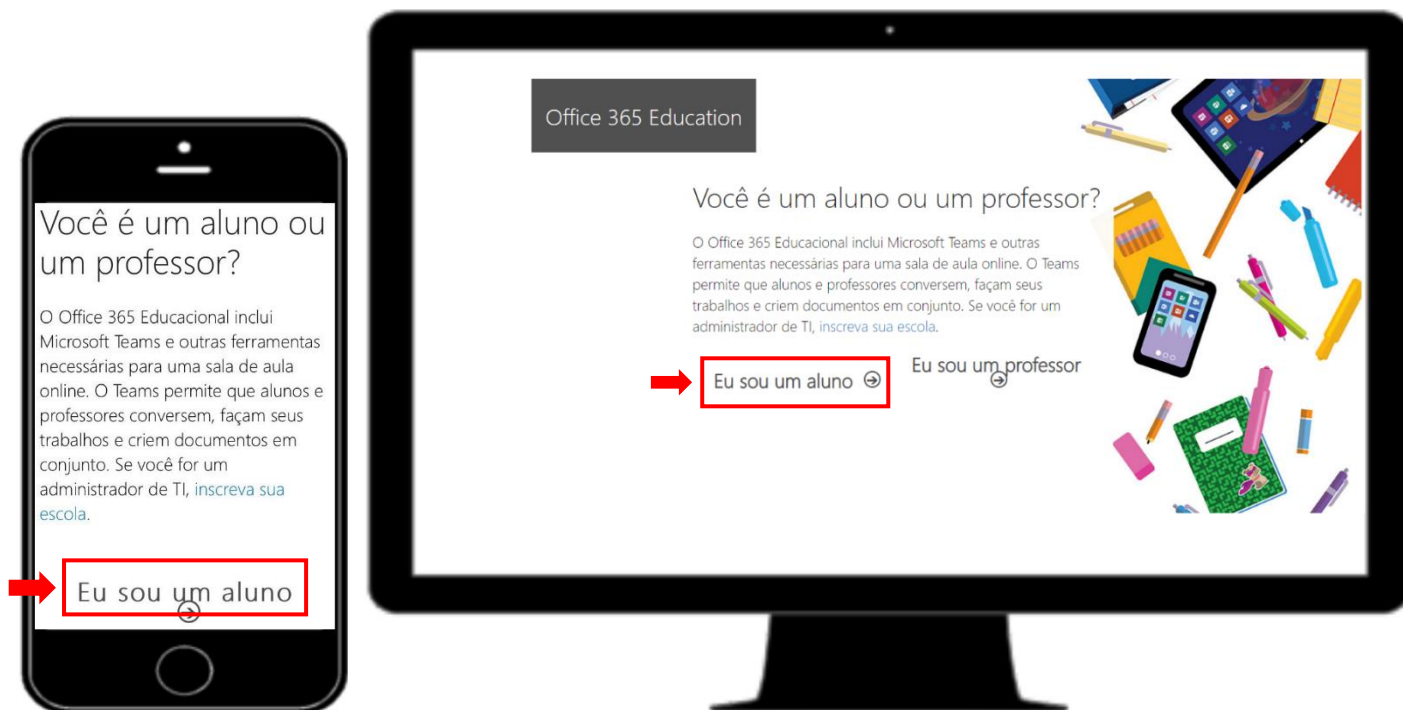 Você é um aluno ou
um professor?
O Office 365 Educacional inclui
Microsoft Teams e outras ferramentas
necessárias para uma sala de aula
online. O Teams permite que alunos e
professores conversem, façam seus
trabalhos e criem documentos em
conjunto. Se você for um
administrador de TI, inscreva sua
escola.
Eu sou um aluno
Office 365 Education
Você é um aluno ou um professor?
O Office 365 Educacional inclui Microsoft Teams e outras
ferramentas necessárias para uma sala de aula online. O Teams
permite que alunos e professores conversem, façam seus
trabalhos e criem documentos em conjunto. Se você for um
administrador de TI, inscreva sua escola.
Eu sou um aluno
Eu sou um professor